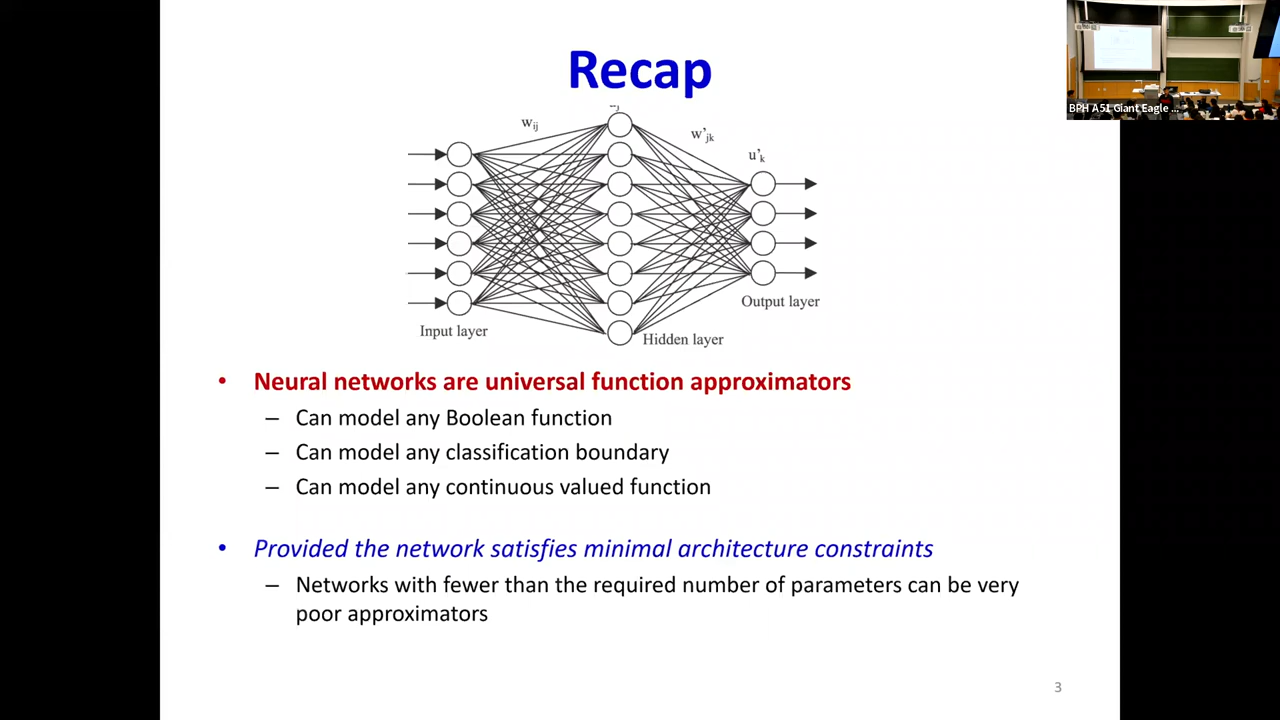 Recap
BPH A51 Giant Eagle ...
wij
w'jk
u'k
Input layer
Hidden layer
Output layer
• Neural networks are universal function approximators
– Can model any Boolean function
– Can model any classification boundary
– Can model any continuous valued function
• Provided the network satisfies minimal architecture constraints
– Networks with fewer than the required number of parameters can be very
poor approximators
3